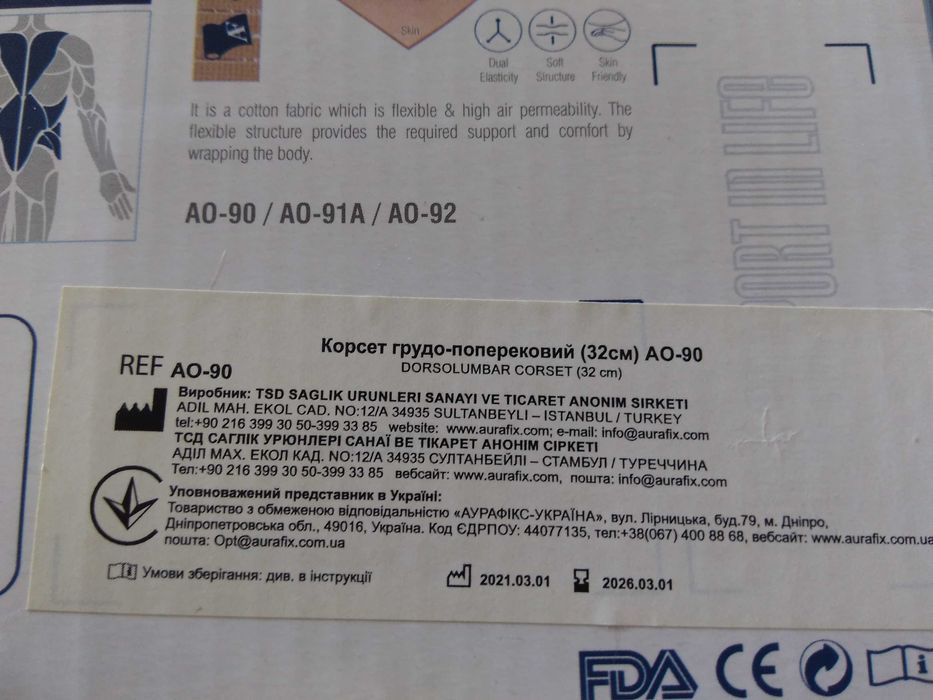 Skin
Dual
Elasticity
Soft
Structure
Skin
Friendly
It is a cotton fabric which is flexible & high air permeability. The
flexible structure provides the required support and comfort by
wrapping the body.
AO-90 / AO-91A / AO-92
PORT IN LIFE
Корсет грудо-поперековий (32см) АО-90
DORSOLUMBAR CORSET (32 cm)
REF AO-90
Виробник: TSD SAGLIK URUNLERI SANAYI VE TICARET ANONIM SIRKETI
ADIL MAH. EKOL CAD. NO:12/A 34935 SULTANBEYLI – ISTANBUL / TURKEY
tel:+90 216 399 30 50-399 33 85 website: www.aurafix.com; e-mail: info@aurafix.com
ТСД САГЛІК УРЮНЛЕРІ САНАЇ ВЕ ТІКАРЕТ АНОНІМ СІРКЕТІ
АДІЛ МАХ. ЕКОЛ КАД. NO:12/A 34935 СУЛТАНБЕЙЛІ – СТАМБУЛ / ТУРЕЧЧИНА
Тел:+90 216 399 30 50-399 33 85 вебсайт: www.aurafix.com, пошта: info@aurafix.com
Уповноважений представник в Україні:
Товариство з обмеженою відповідальністю «АУРАФІКС-УКРАЇНА», вул. Лірницька, буд.79, м. Дніпро,
Дніпропетровська обл., 49016, Україна. Код ЄДРПОУ: 44077135, тел:+38(067) 400 88 68, вебсайт: www.aurafix.com.ua
пошта: Opt@aurafix.com.ua
Умови зберігання: див. в інструкції
2021.03.01
2026.03.01
FDA CE